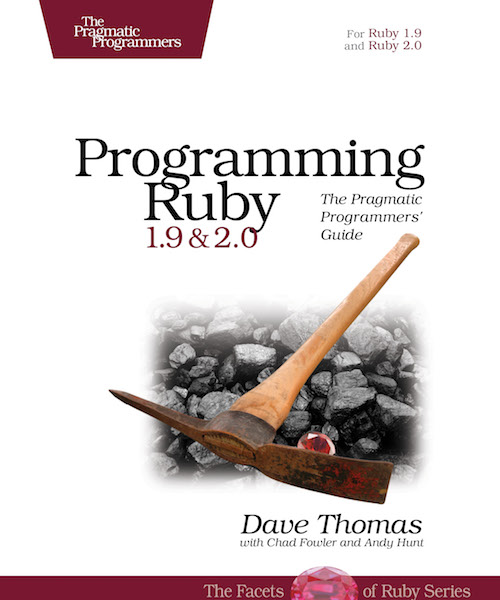 The
Pragmatic
Programmers
For Ruby 1.9
and Ruby 2.0
Programming
Ruby
1.9 & 2.0
The Pragmatic
Programmers'
Guide
Dave Thomas
with Chad Fowler and Andy Hunt
The Facets of Ruby Series